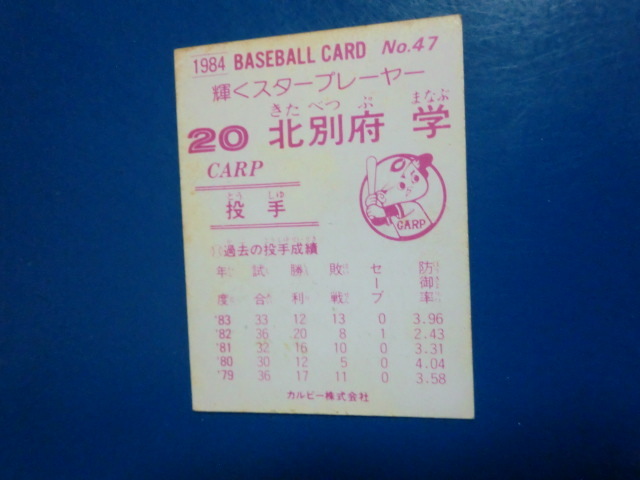 1984 BASEBALL CARD No.47
輝くスタープレーヤー
きた べつ ぷ まなぶ
20 北別府 学
CARP
とう しゅ
投手
CARP
過去の投手成績
年度 試合 勝利 敗戦 セーブ 防御率
'83 33 12 13 0 3.96
'82 36 20 8 1 2.43
'81 32 16 10 0 3.31
'80 30 12 5 0 4.04
'79 36 17 11 0 3.58
カルビー株式会社